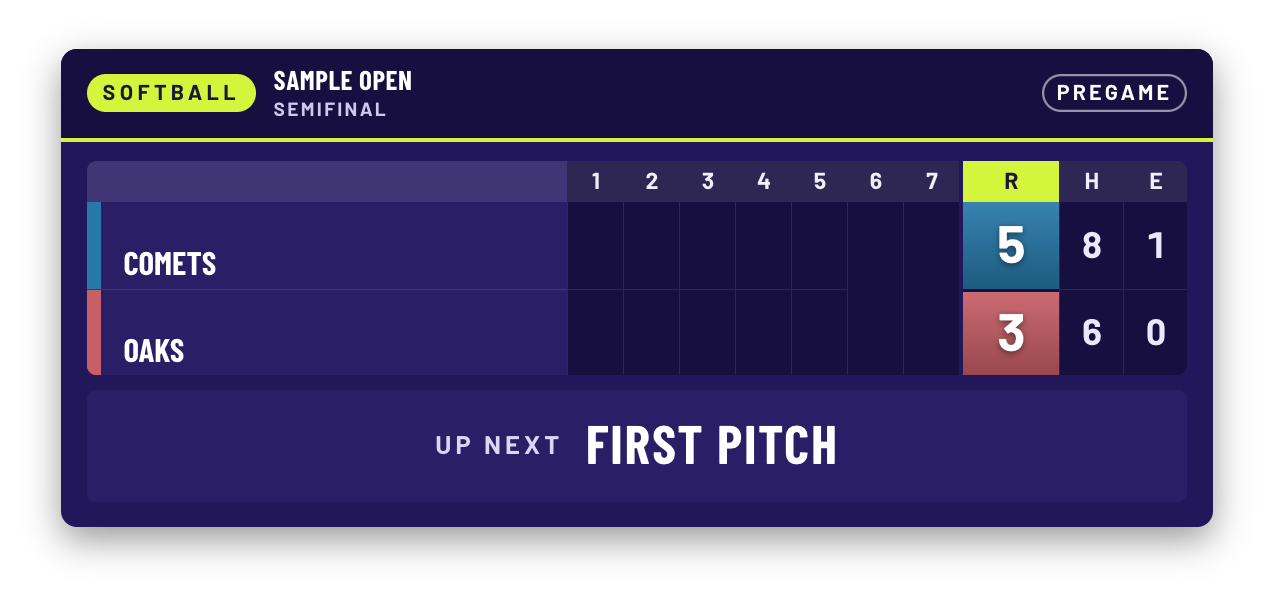 SOFTBALL
SAMPLE OPEN
SEMIFINAL
PREGAME
1 2 3 4 5 6 7 R H E
COMETS 5 8 1
OAKS 3 6 0
UP NEXT FIRST PITCH